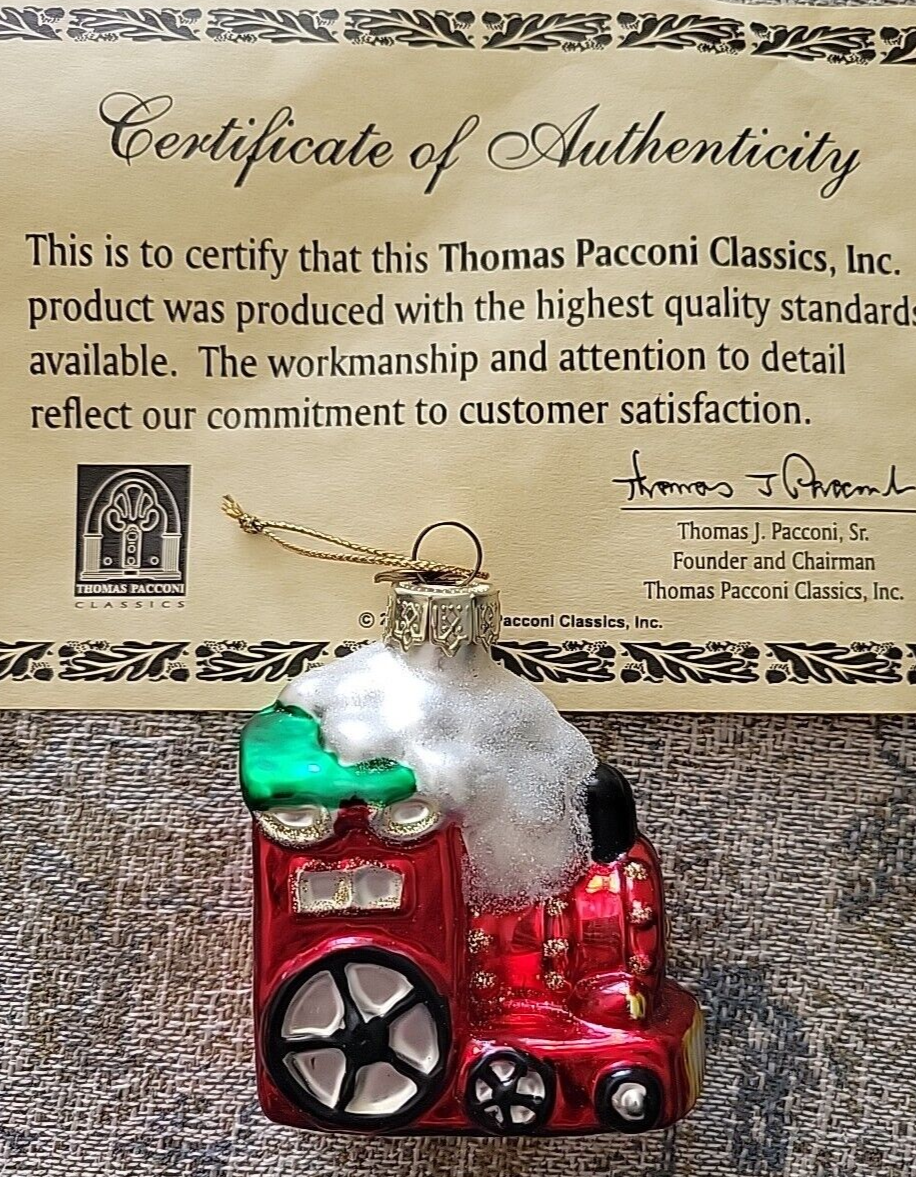 Certificate of Authenticity
This is to certify that this Thomas Pacconi Classics, Inc.
product was produced with the highest quality standards
available. The workmanship and attention to detail
reflect our commitment to customer satisfaction.
THOMAS PACCONI
CLASSICS
Thomas J Pacconi
Thomas J. Pacconi, Sr.
Founder and Chairman
Thomas Pacconi Classics, Inc.
© acconi Classics, Inc.